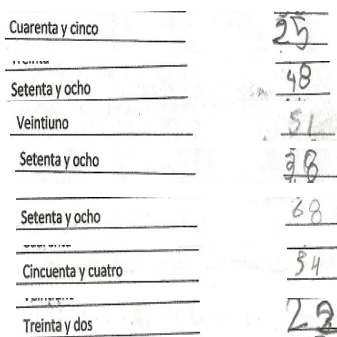 Cuarenta y cinco 25
Setenta y ocho 48
Veintiuno 51
Setenta y ocho 38
Setenta y ocho 68
Cincuenta y cuatro 34
Treinta y dos 22